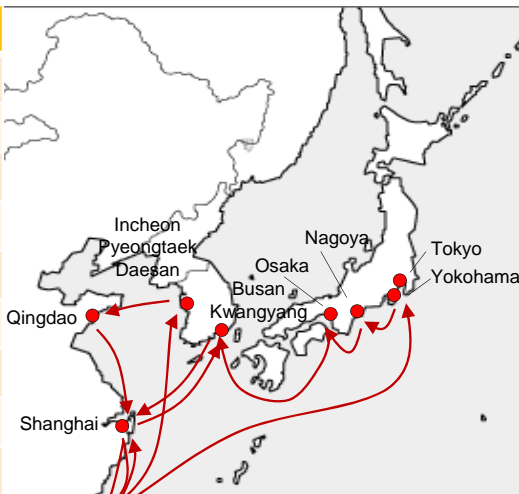 Incheon
Pyeongtaek
Daesan
Nagoya
Tokyo
Osaka
Yokohama
Busan
Kwangyang
Qingdao
Shanghai